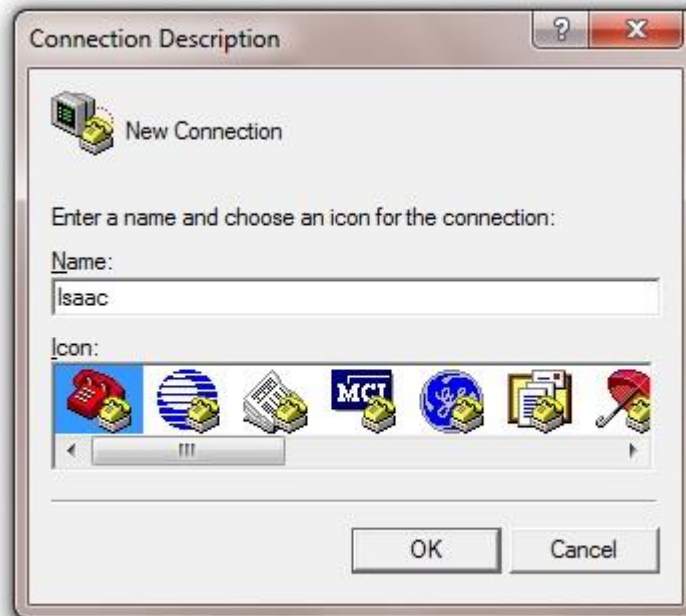 Connection Description
?
New Connection
Enter a name and choose an icon for the connection:
Name:
Isaac
Icon:
MCI
OK
Cancel